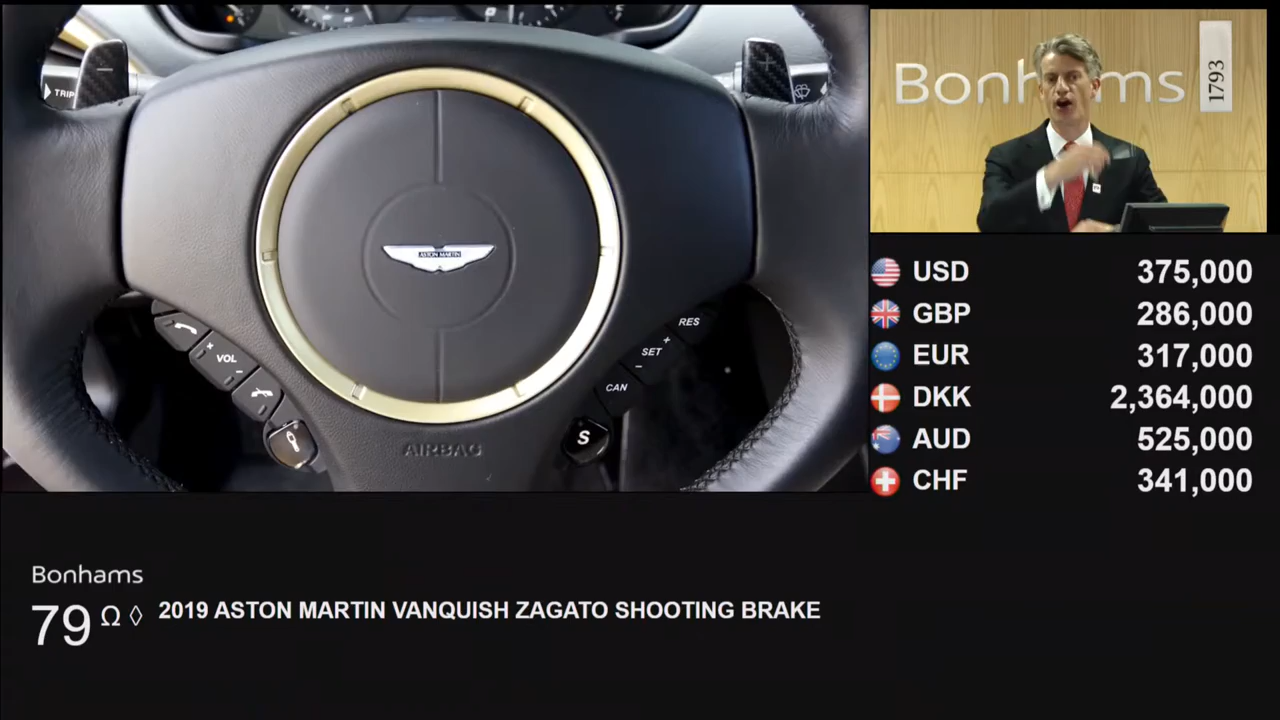 TRIP
ASTON MARTIN
VOL
RES
SET
CAN
S
AIRBAG
Bonhams
1793
USD 375,000
GBP 286,000
EUR 317,000
DKK 2,364,000
AUD 525,000
CHF 341,000
Bonhams
79 Ω ◊ 2019 ASTON MARTIN VANQUISH ZAGATO SHOOTING BRAKE